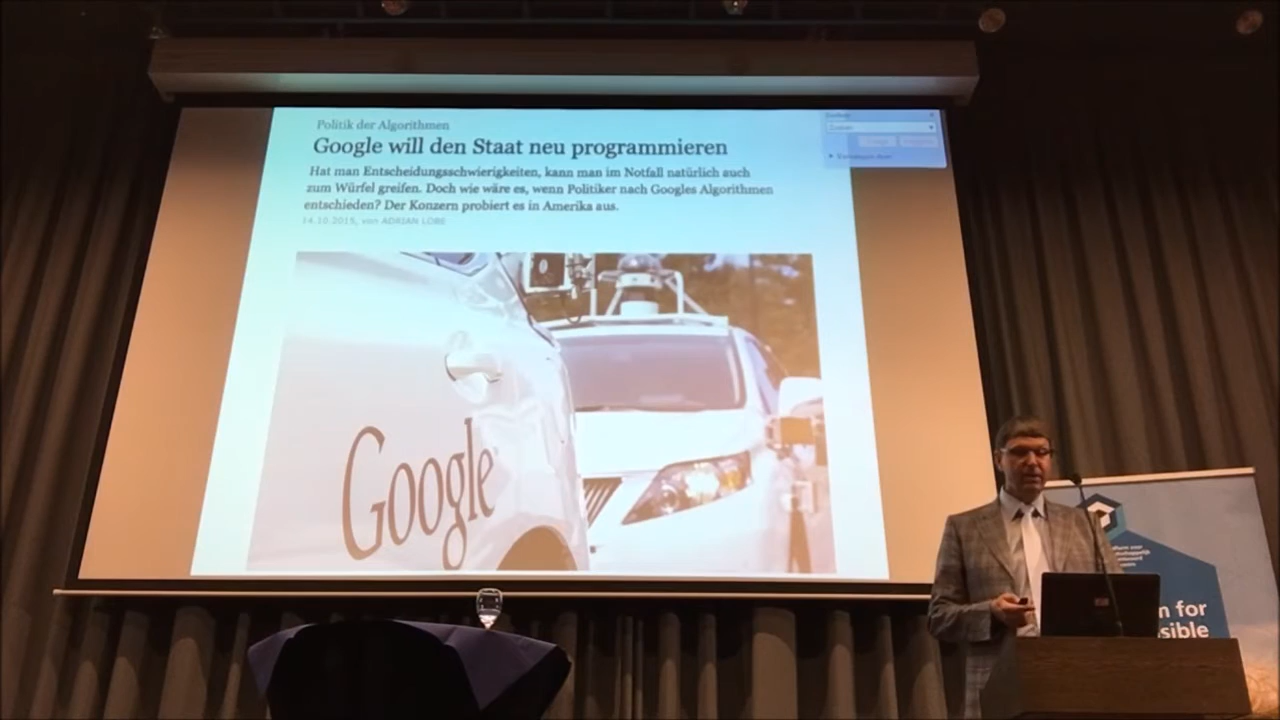 Politik der Algorithmen
Google will den Staat neu programmieren
Hat man Entscheidungsschwierigkeiten, kann man im Notfall natürlich auch
zum Würfel greifen. Doch wie wäre es, wenn Politiker nach Googles Algorithmen
entschieden? Der Konzern probiert es in Amerika aus.
14.10.2015, von ADRIAN LOBE
Zoeken
Google
n for
sible